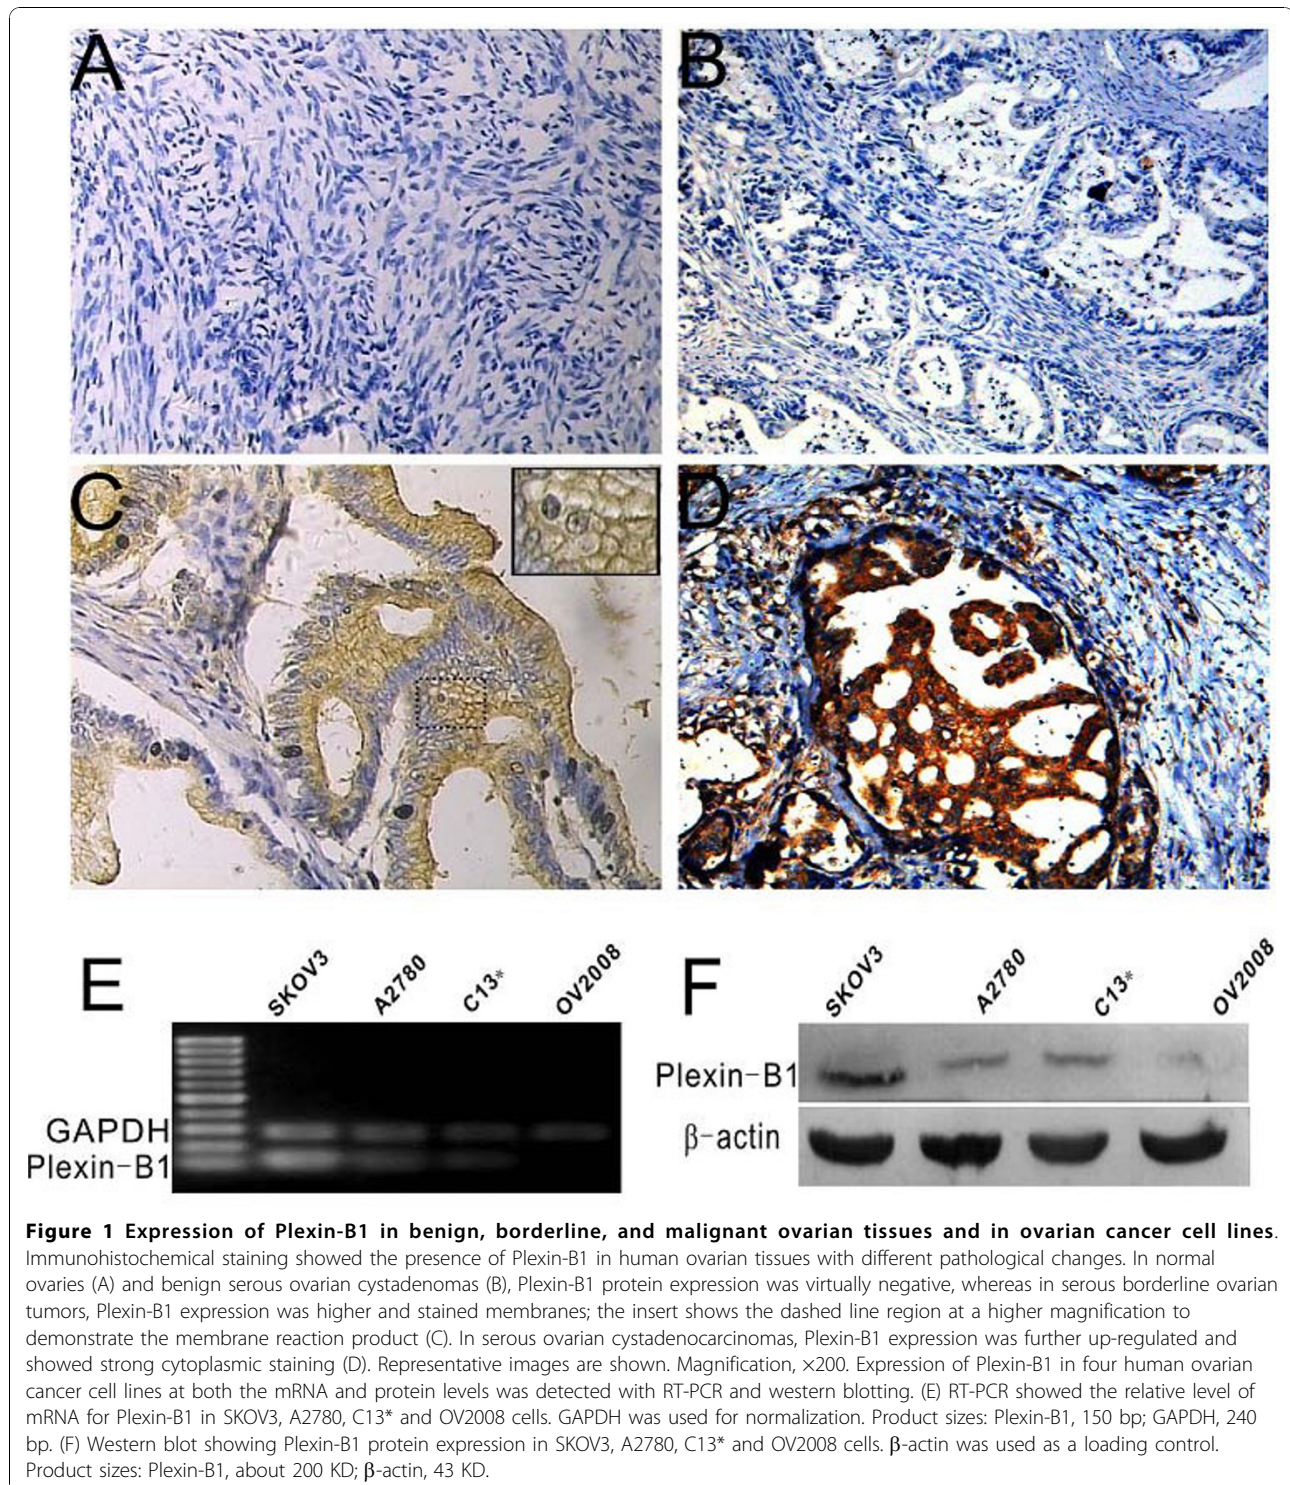 A
B
C
D
E
SKOV3
A2780
C13*
OV2008
GAPDH
Plexin-B1
F
SKOV3
A2780
C13*
OV2008
Plexin-B1
β-actin
Figure 1 Expression of Plexin-B1 in benign, borderline, and malignant ovarian tissues and in ovarian cancer cell lines.
Immunohistochemical staining showed the presence of Plexin-B1 in human ovarian tissues with different pathological changes. In normal
ovaries (A) and benign serous ovarian cystadenomas (B), Plexin-B1 protein expression was virtually negative, whereas in serous borderline ovarian
tumors, Plexin-B1 expression was higher and stained membranes; the insert shows the dashed line region at a higher magnification to
demonstrate the membrane reaction product (C). In serous ovarian cystadenocarcinomas, Plexin-B1 expression was further up-regulated and
showed strong cytoplasmic staining (D). Representative images are shown. Magnification, ×200. Expression of Plexin-B1 in four human ovarian
cancer cell lines at both the mRNA and protein levels was detected with RT-PCR and western blotting. (E) RT-PCR showed the relative level of
mRNA for Plexin-B1 in SKOV3, A2780, C13* and OV2008 cells. GAPDH was used for normalization. Product sizes: Plexin-B1, 150 bp; GAPDH, 240
bp. (F) Western blot showing Plexin-B1 protein expression in SKOV3, A2780, C13* and OV2008 cells. β-actin was used as a loading control.
Product sizes: Plexin-B1, about 200 KD; β-actin, 43 KD.